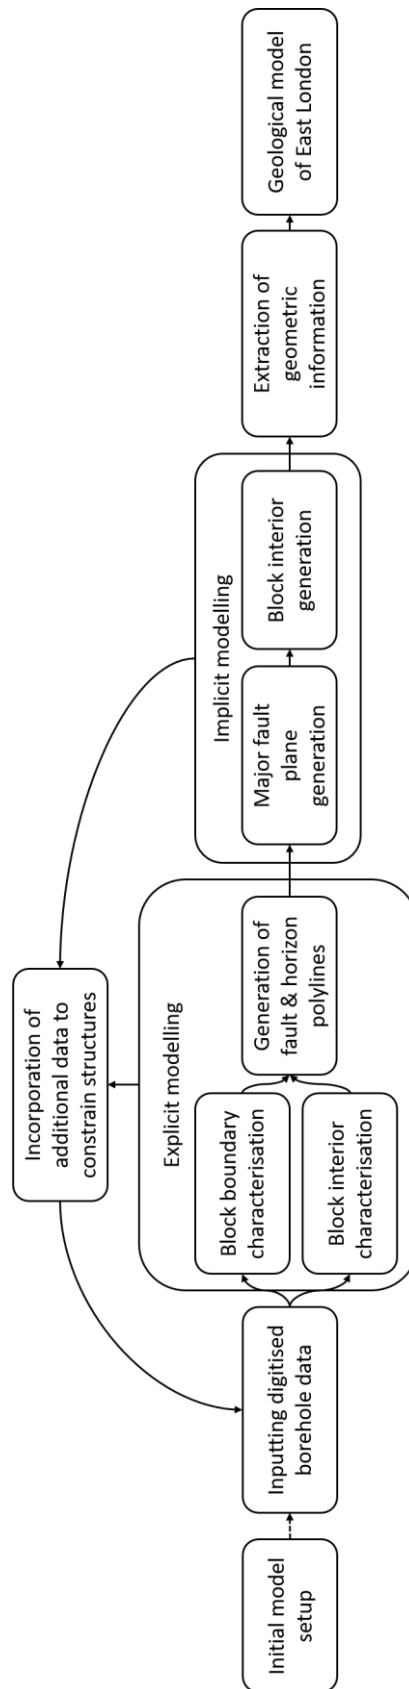 Initial model
setup
Inputting digitised
borehole data
Incorporation of
additional data to
constrain structures
Explicit modelling
Block boundary
characterisation
Block interior
characterisation
Generation of
fault & horizon
polylines
Implicit modelling
Major fault
plane
generation
Block interior
generation
Extraction of
geometric
information
Geological model
of East London